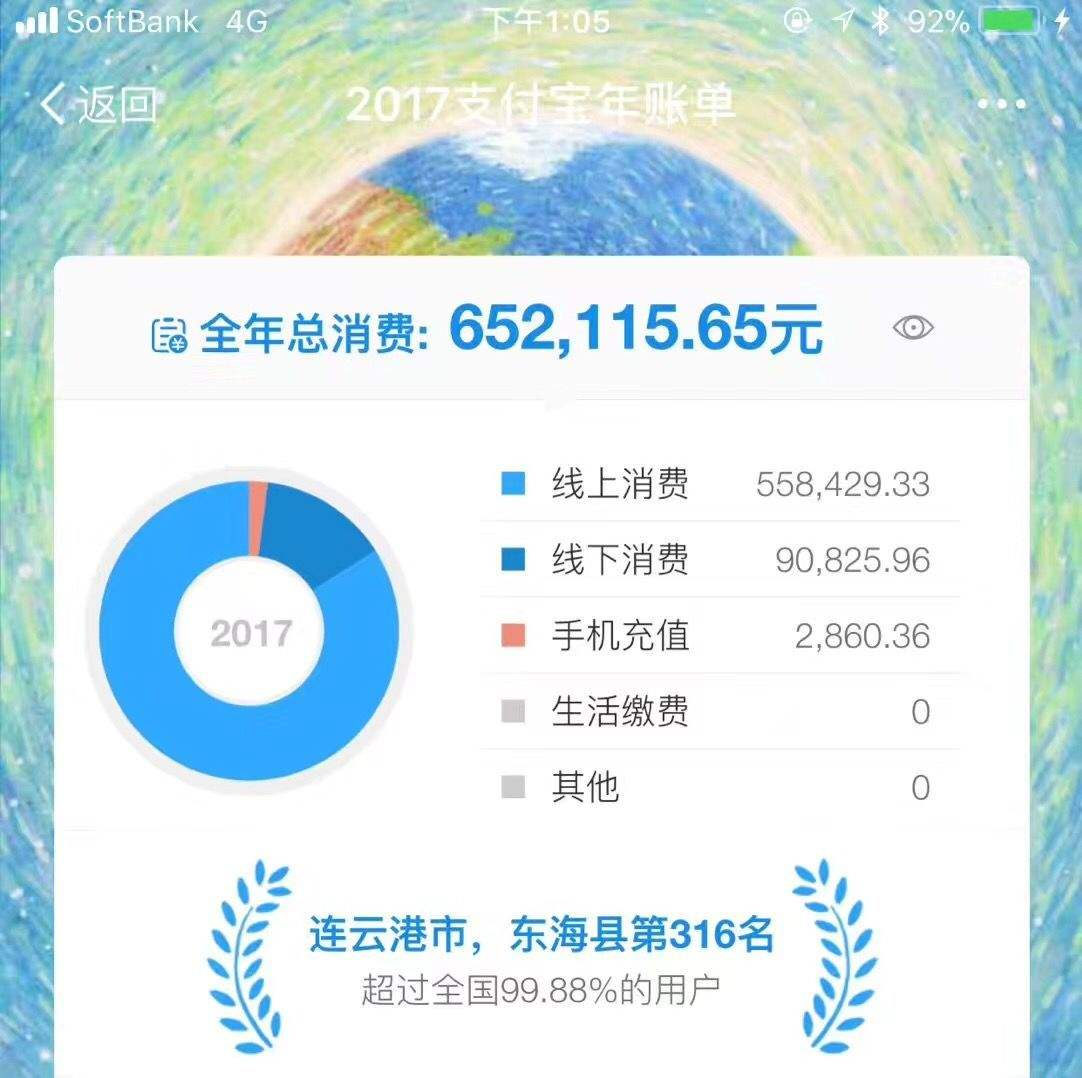 SoftBank 4G 下午1:05 92%
返回 2017支付宝年账单
全年总消费: 652,115.65元
2017
线上消费 558,429.33
线下消费 90,825.96
手机充值 2,860.36
生活缴费 0
其他 0
连云港市，东海县第316名
超过全国99.88%的用户